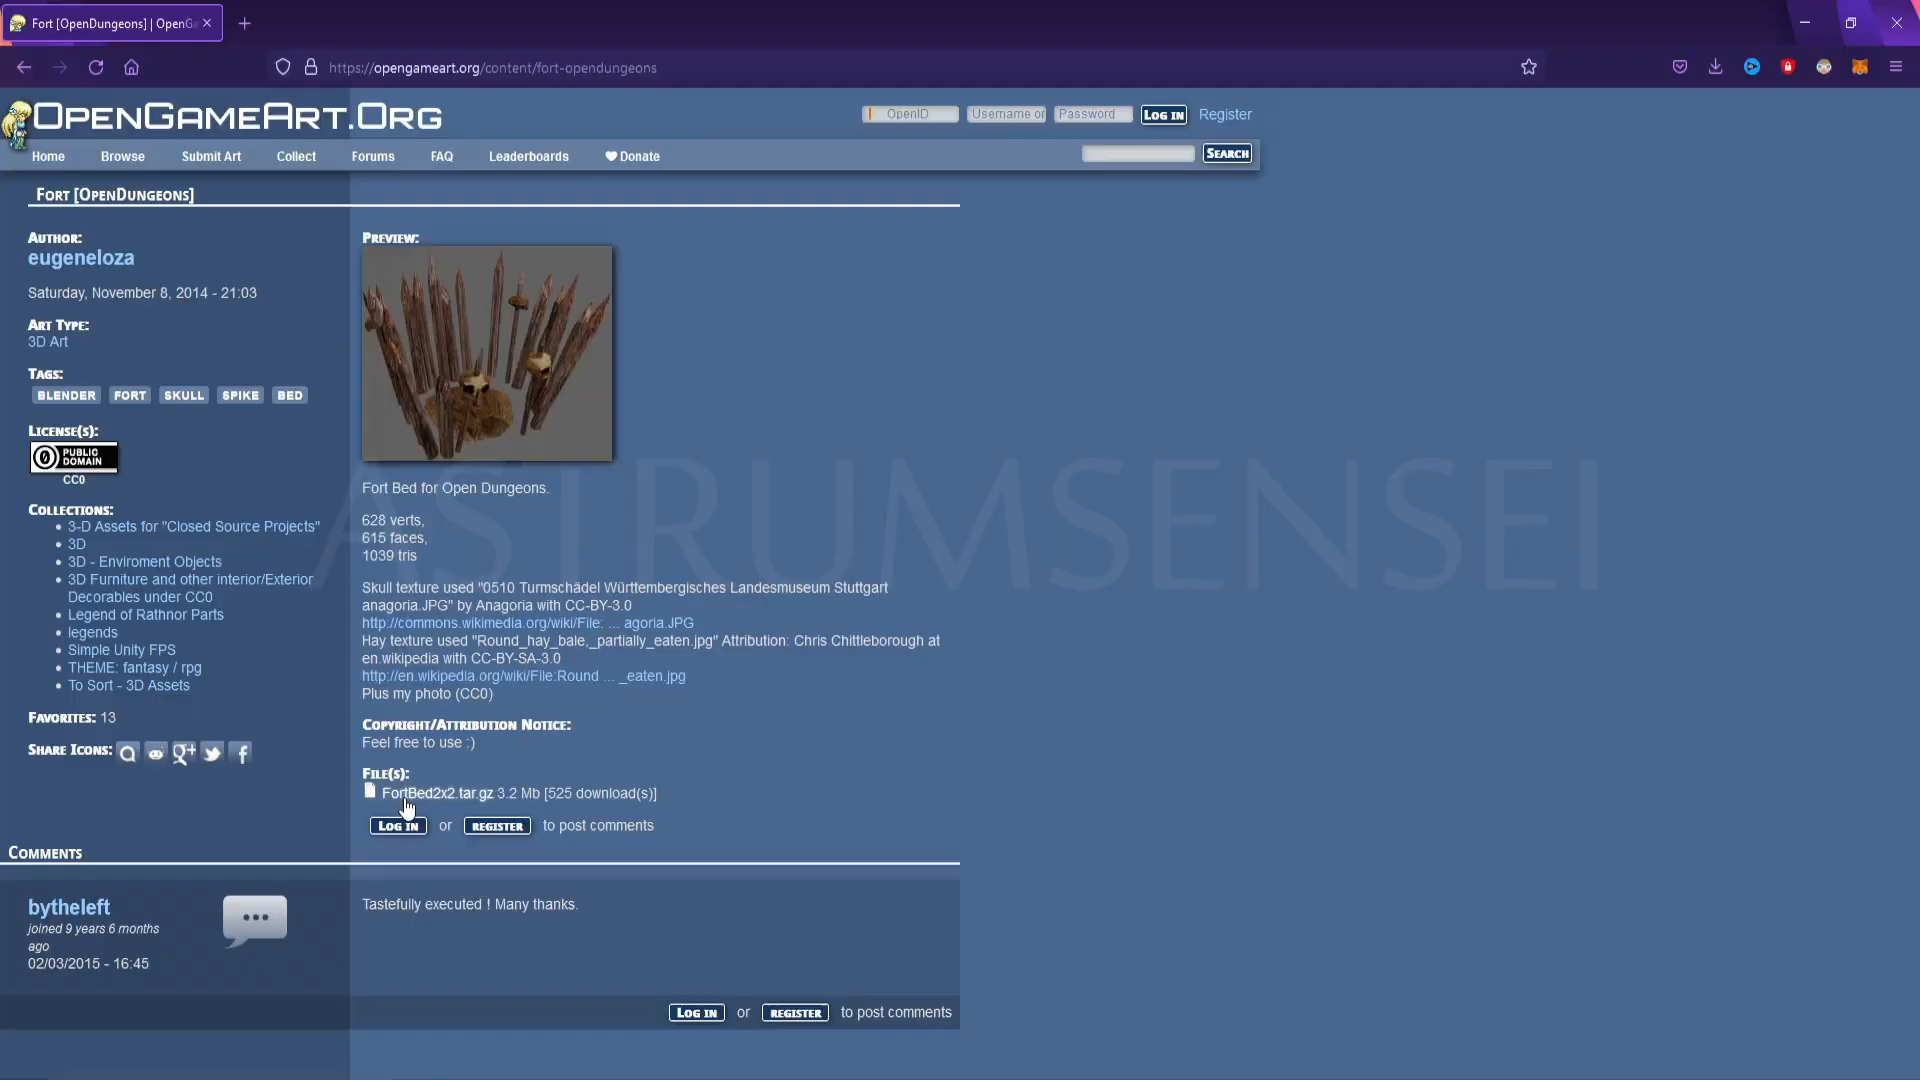 Fort [OpenDungeons] | OpenG
https://opengameart.org/content/fort-opendungeons
OpenGameArt.Org
OpenID
Username or
Password
Log in
Register
Home
Browse
Submit Art
Collect
Forums
FAQ
Leaderboards
Donate
Search
Fort [OpenDungeons]
Author:
eugeneloza
Saturday, November 8, 2014 - 21:03
Art Type:
3D Art
Tags:
BLENDER
FORT
SKULL
SPIKE
BED
License(s):
PUBLIC
DOMAIN
CC0
Collections:
3-D Assets for "Closed Source Projects"
3D
3D - Enviroment Objects
3D Furniture and other interior/Exterior
Decorables under CC0
Legend of Rathnor Parts
legends
Simple Unity FPS
THEME: fantasy / rpg
To Sort - 3D Assets
Favorites: 13
Share Icons:
Preview:
Fort Bed for Open Dungeons.
628 verts,
615 faces,
1039 tris
Skull texture used "0510 Turmschädel Württembergisches Landesmuseum Stuttgart
anagoria.JPG" by Anagoria with CC-BY-3.0
http://commons.wikimedia.org/wiki/File: ... agoria.JPG
Hay texture used "Round_hay_bale,_partially_eaten.jpg" Attribution: Chris Chittleborough at
en.wikipedia with CC-BY-SA-3.0
http://en.wikipedia.org/wiki/File:Round ... _eaten.jpg
Plus my photo (CC0)
Copyright/Attribution Notice:
Feel free to use :)
File(s):
FortBed2x2.tar.gz 3.2 Mb [525 download(s)]
Log in or register to post comments
Comments
bytheleft
joined 9 years 6 months
ago
02/03/2015 - 16:45
Tastefully executed ! Many thanks.
Log in or register to post comments
ASTRUMSENSEI